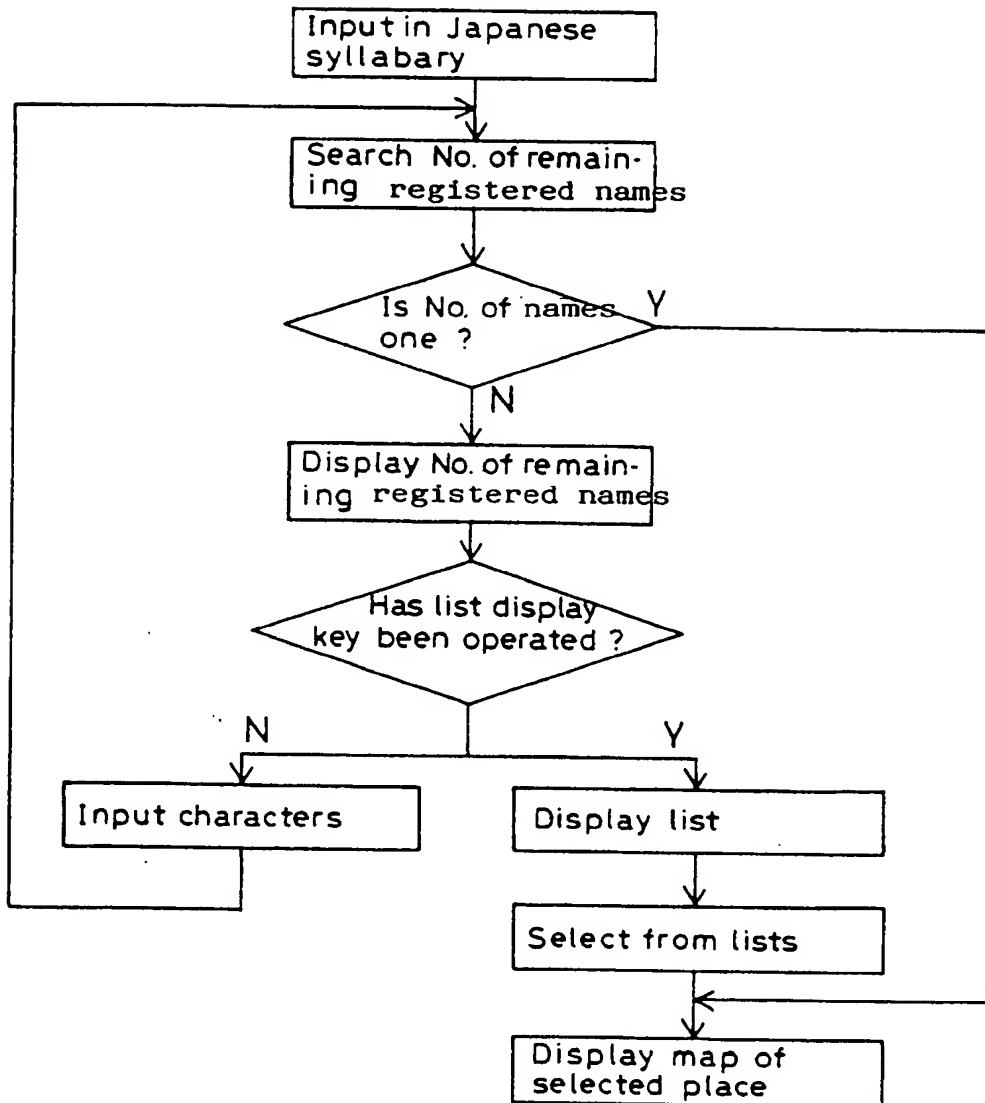 Input in Japanese
syllabary
Search No. of remain-
ing registered names
Is No. of names
one ?
Y
N
Display No. of remain-
ing registered names
Has list display
key been operated ?
N
Y
Input characters
Display list
Select from lists
Display map of
selected place